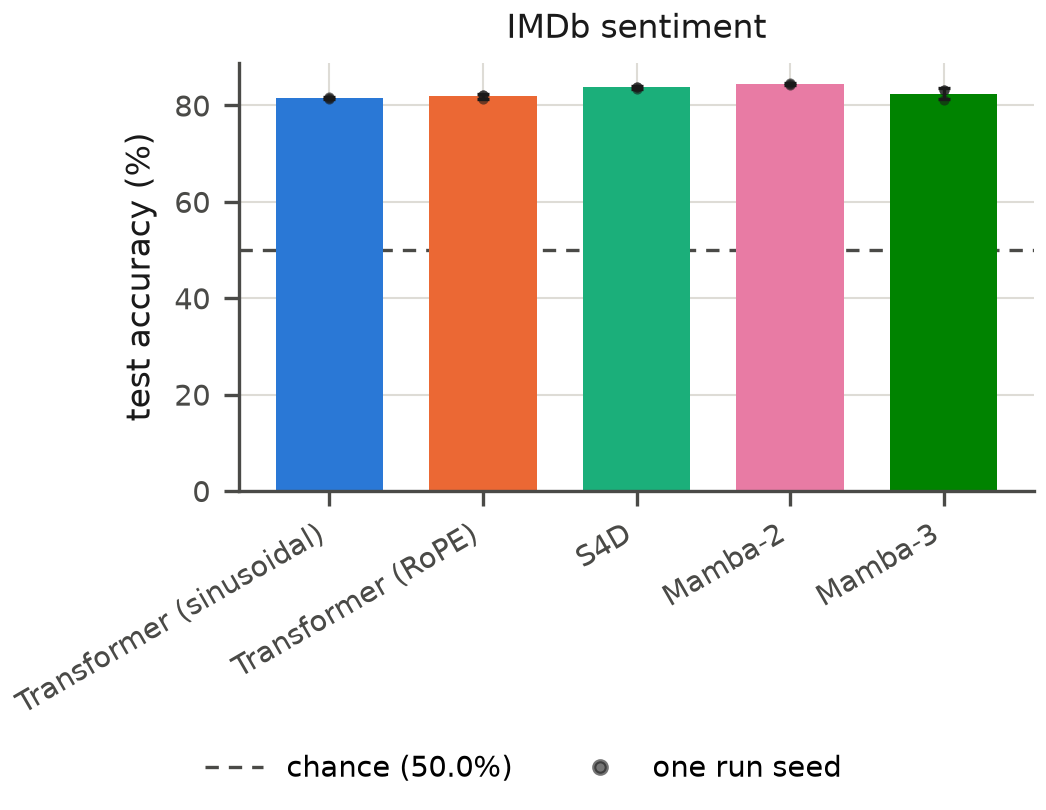 IMDb sentiment
test accuracy (%)
80
60
40
20
0
Transformer (sinusoidal)
Transformer (RoPE)
S4D
Mamba-2
Mamba-3
chance (50.0%)
one run seed